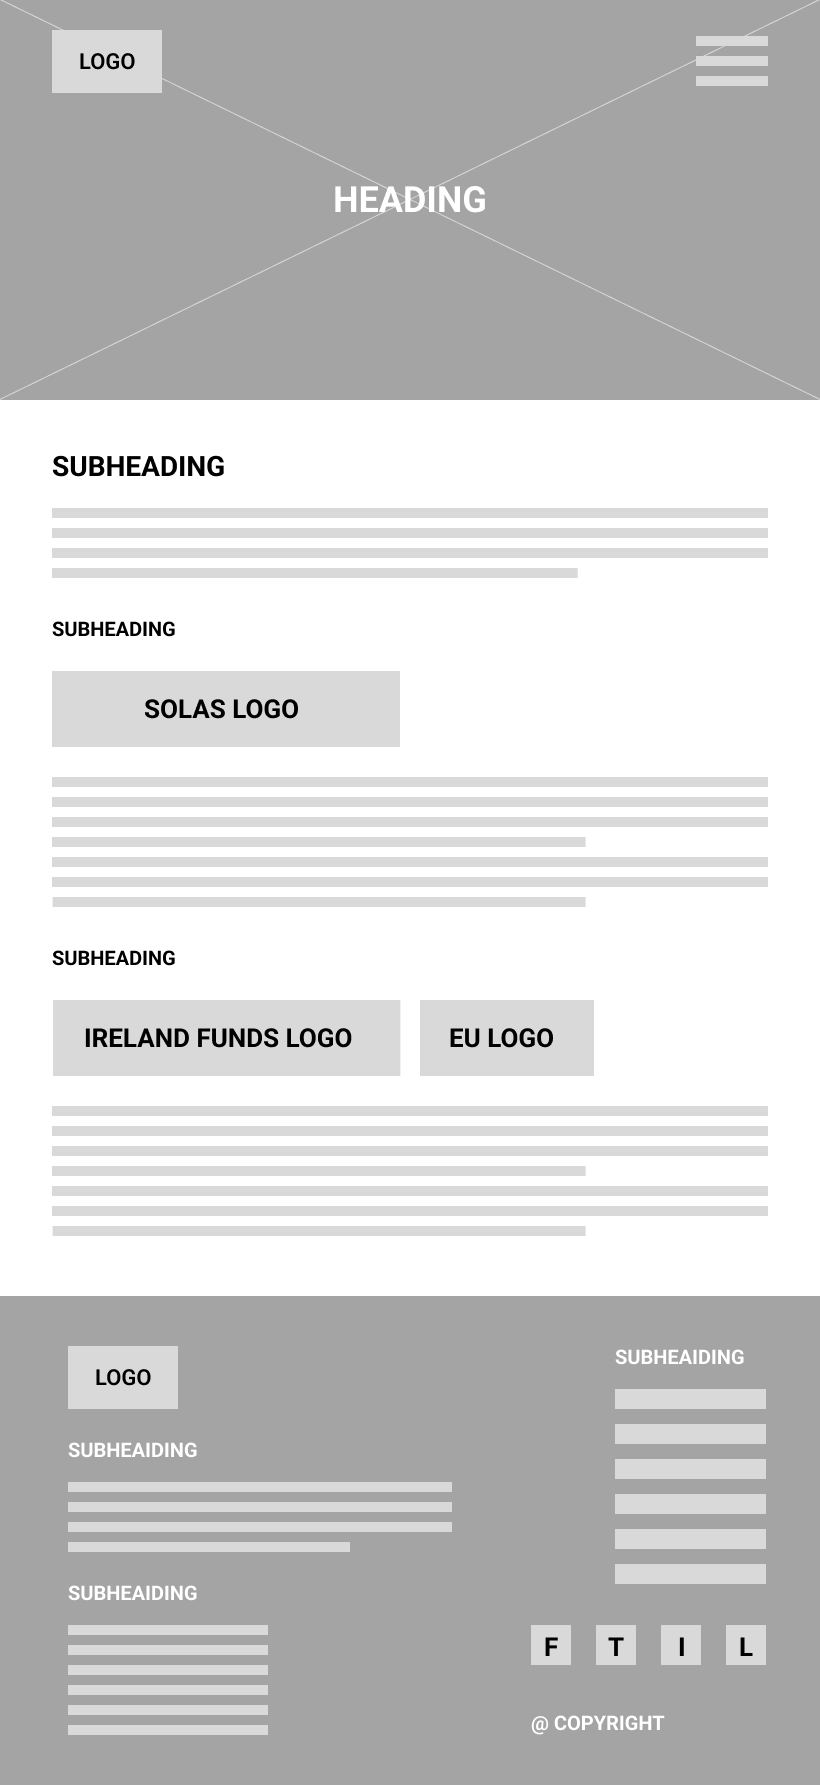 LOGO
HEADING
SUBHEADING
SUBHEADING
SOLAS LOGO
SUBHEADING
IRELAND FUNDS LOGO
EU LOGO
LOGO
SUBHEAIDING
SUBHEAIDING
SUBHEAIDING
F T I L
@ COPYRIGHT